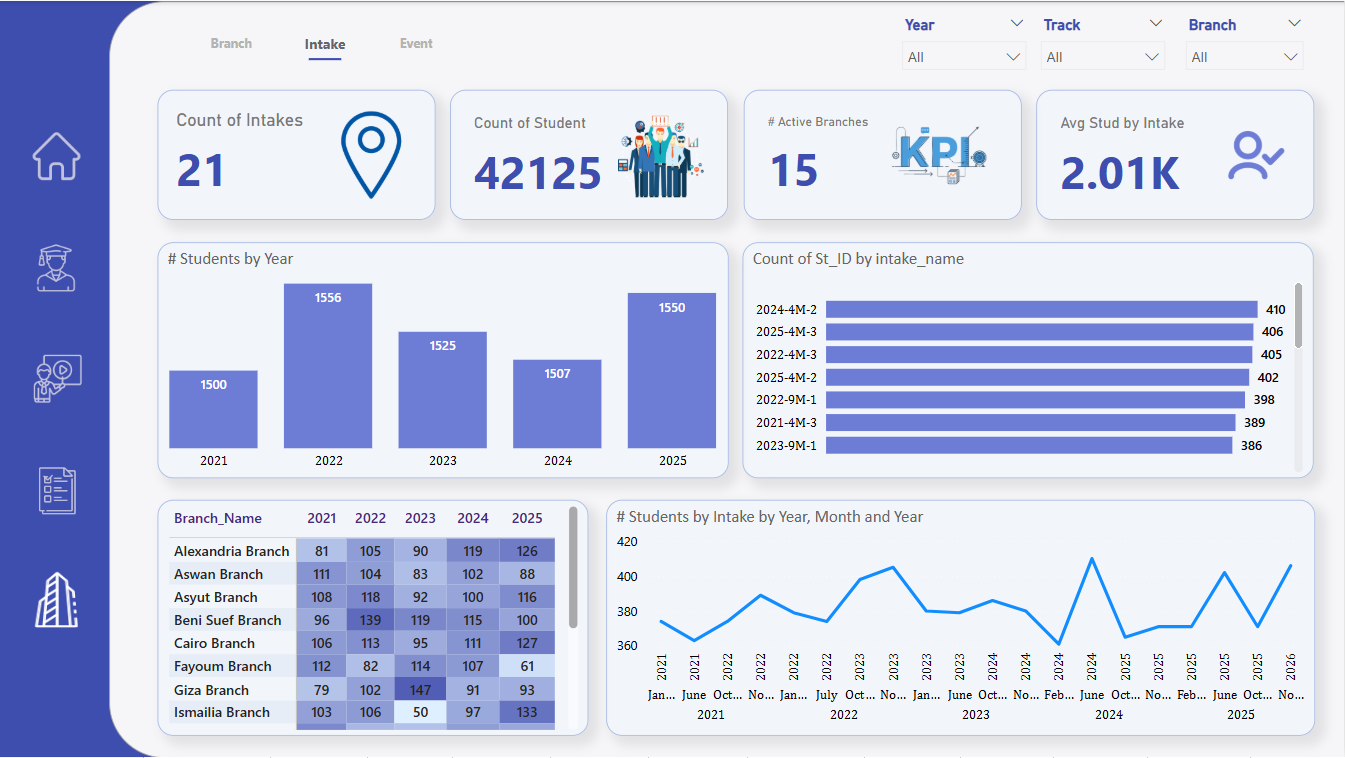 Branch Intake Event
Year Track Branch
All All All
Count of Intakes
21
Count of Student
42125
# Active Branches
15
KPI
Avg Stud by Intake
2.01K
# Students by Year
1500 1556 1525 1507 1550
2021 2022 2023 2024 2025
Count of St_ID by intake_name
2024-4M-2 410
2025-4M-3 406
2022-4M-3 405
2025-4M-2 402
2022-9M-1 398
2021-4M-3 389
2023-9M-1 386
Branch_Name 2021 2022 2023 2024 2025
Alexandria Branch 81 105 90 119 126
Aswan Branch 111 104 83 102 88
Asyut Branch 108 118 92 100 116
Beni Suef Branch 96 139 119 115 100
Cairo Branch 106 113 95 111 127
Fayoum Branch 112 82 114 107 61
Giza Branch 79 102 147 91 93
Ismailia Branch 103 106 50 97 133
# Students by Intake by Year, Month and Year
420
400
380
360
2021 2021 2022 2022 2022 2022 2023 2023 2023 2023 2024 2024 2024 2024 2025 2025 2025 2025 2025 2026
Jan... June Oct... No... Jan... July Oct... No... Jan... June Oct... No... Feb... June Oct... No... Feb... June Oct... No...
2021 2022 2023 2024 2025